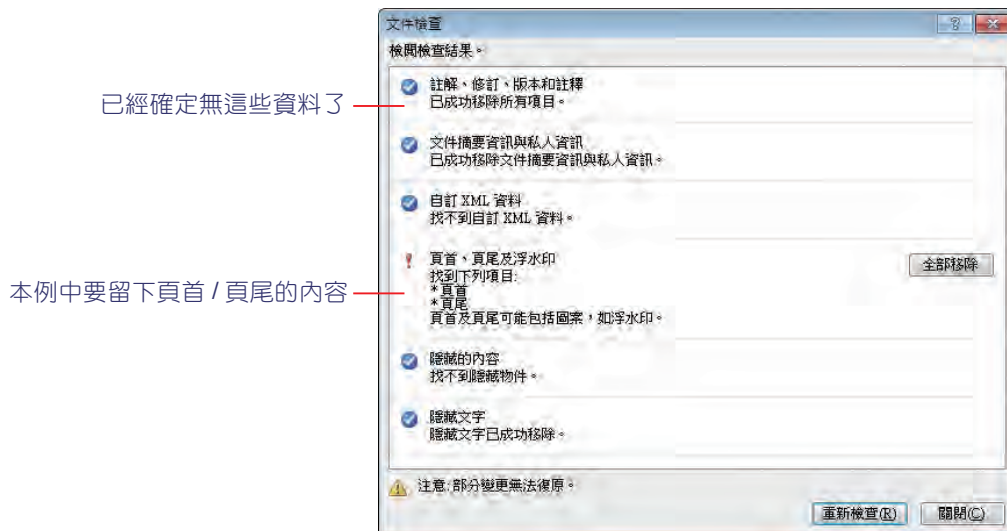 文件檢查
檢閱檢查結果。
註解、修訂、版本和註釋
已成功移除所有項目。
已經確定無這些資料了
文件摘要資訊與私人資訊
已成功移除文件摘要資訊與私人資訊。
自訂 XML 資料
找不到自訂 XML 資料。
頁首、頁尾及浮水印
全部移除
找到下列項目:
*頁首
本例中要留下頁首 / 頁尾的內容
*頁尾
頁首及頁尾可能包括圖案，如浮水印。
隱藏的內容
找不到隱藏物件。
隱藏文字
隱藏文字已成功移除。
注意:部分變更無法復原。
重新檢查(R)
關閉(C)